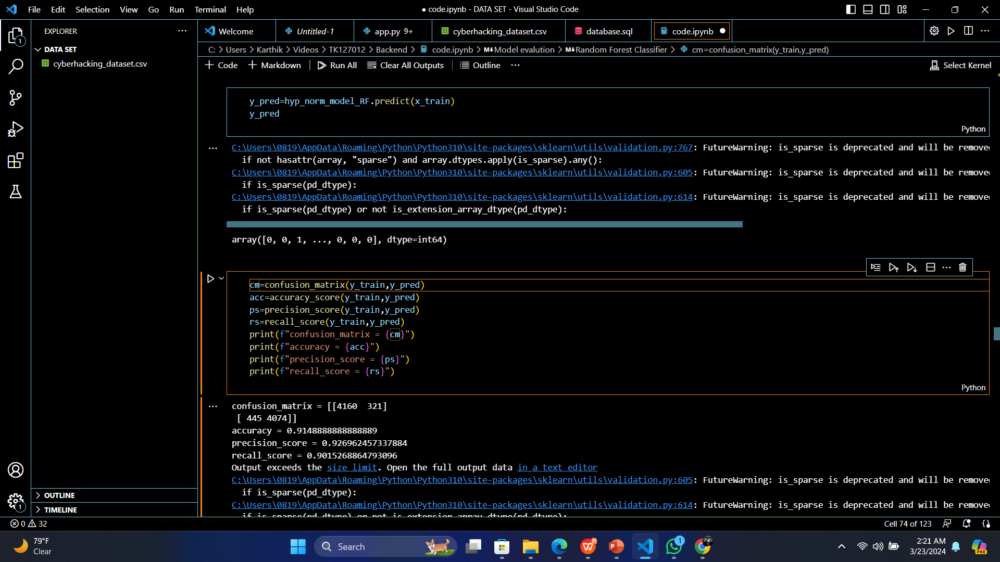 File Edit Selection View Go Run Terminal Help
● code.ipynb - DATA SET - Visual Studio Code
EXPLORER
DATA SET
cyberhacking_dataset.csv
OUTLINE
TIMELINE
Welcome
Untitled-1
app.py 9+
cyberhacking_dataset.csv
database.sql
code.ipynb
C: > Users > Karthik > Videos > TK127012 > Backend > code.ipynb > M↓Model evalution > M↓Random Forest Classifier > cm=confusion_matrix(y_train,y_pred)
+ Code + Markdown Run All Clear All Outputs Outline ...
Select Kernel
y_pred=hyp_norm_model_RF.predict(x_train)
y_pred
Python
C:\Users\0819\AppData\Roaming\Python\Python310\site-packages\sklearn\utils\validation.py:767: FutureWarning: is_sparse is deprecated and will be remove
if not hasattr(array, "sparse") and array.dtypes.apply(is_sparse).any():
C:\Users\0819\AppData\Roaming\Python\Python310\site-packages\sklearn\utils\validation.py:605: FutureWarning: is_sparse is deprecated and will be remove
if is_sparse(pd_dtype):
C:\Users\0819\AppData\Roaming\Python\Python310\site-packages\sklearn\utils\validation.py:614: FutureWarning: is_sparse is deprecated and will be remove
if is_sparse(pd_dtype) or not is_extension_array_dtype(pd_dtype):
array([0, 0, 1, ..., 0, 0, 0], dtype=int64)
cm=confusion_matrix(y_train,y_pred)
acc=accuracy_score(y_train,y_pred)
ps=precision_score(y_train,y_pred)
rs=recall_score(y_train,y_pred)
print(f"confusion_matrix = {cm}")
print(f"accuracy = {acc}")
print(f"precision_score = {ps}")
print(f"recall_score = {rs}")
Python
confusion_matrix = [[4160  321]
[ 445 4074]]
accuracy = 0.9148888888888889
precision_score = 0.926962457337884
recall_score = 0.9015268864793096
Output exceeds the size limit. Open the full output data in a text editor
C:\Users\0819\AppData\Roaming\Python\Python310\site-packages\sklearn\utils\validation.py:605: FutureWarning: is_sparse is deprecated and will be remove
if is_sparse(pd_dtype):
C:\Users\0819\AppData\Roaming\Python\Python310\site-packages\sklearn\utils\validation.py:614: FutureWarning: is_sparse is deprecated and will be remove
if is_sparse(pd_dtype) or not is_extension_array_dtype(pd_dtype):
0 32
Cell 74 of 123
79°F
Clear
Search
1
PRE
2:21 AM
3/23/2024